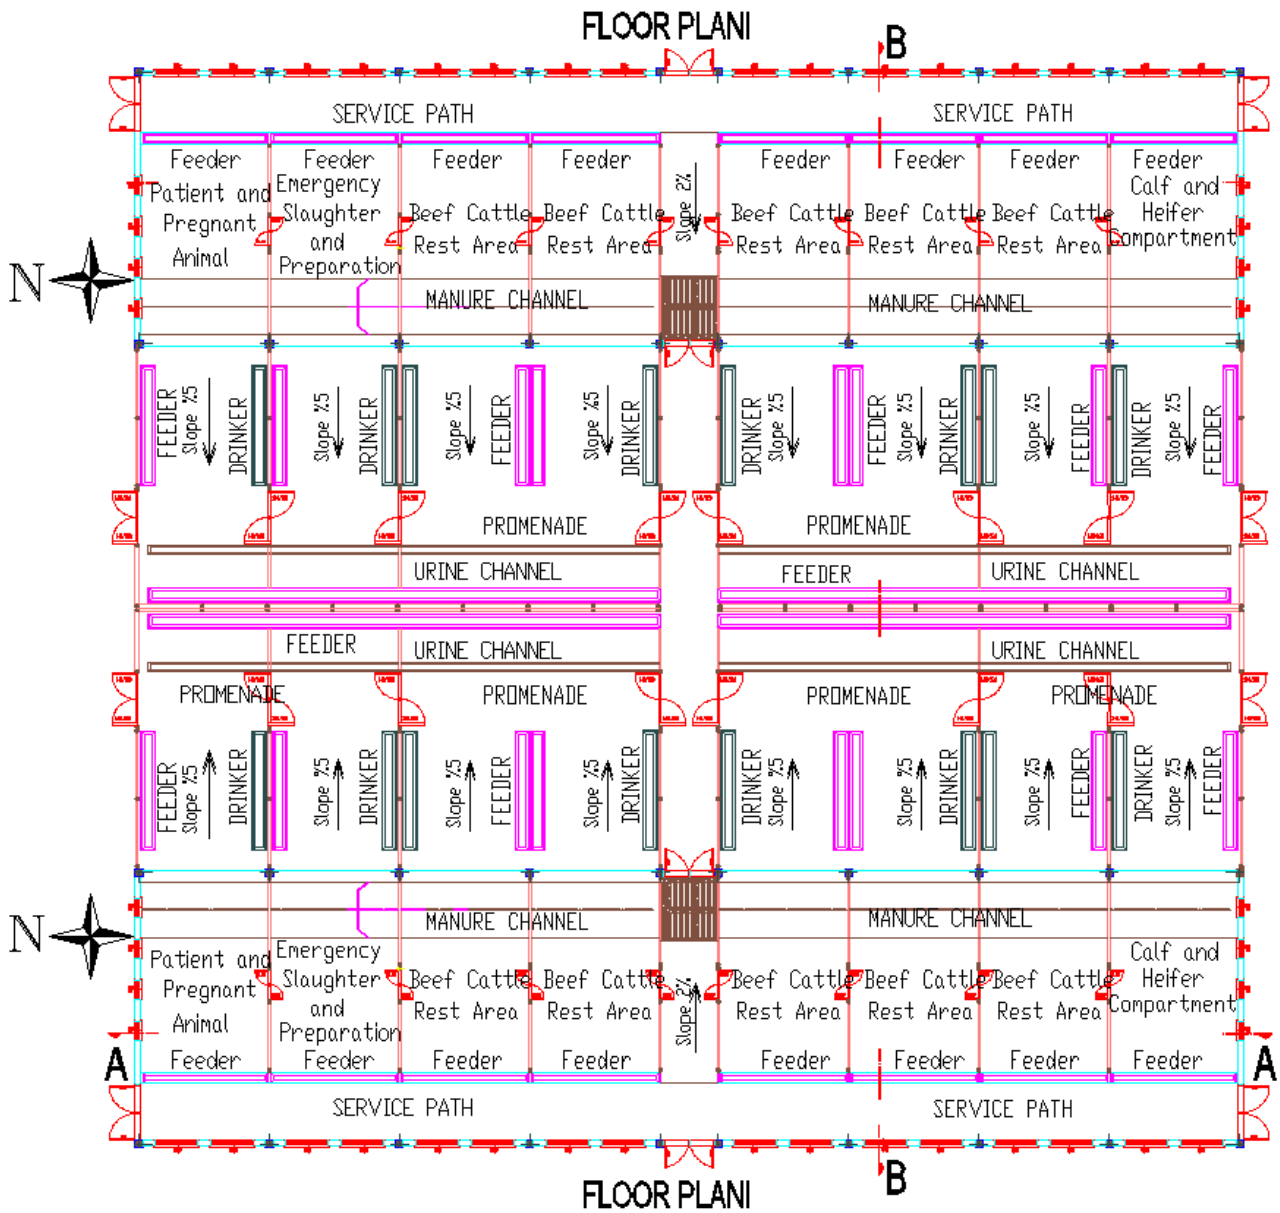 FLOOR PLANI
B
SERVICE PATH SERVICE PATH
Feeder Feeder Feeder Feeder Feeder Feeder Feeder Feeder
Patient and Pregnant Animal
Emergency Slaughter and Preparation
Beef Cattle Rest Area
Beef Cattle Rest Area
Slope 2%
Beef Cattle Rest Area
Beef Cattle Rest Area
Beef Cattle Rest Area
Calf and Heifer Compartment
N
MANURE CHANNEL MANURE CHANNEL
FEEDER Slope %5 DRINKER Slope %5 DRINKER Slope %5 FEEDER Slope %5 DRINKER DRINKER Slope %5 FEEDER Slope %5 DRINKER Slope %5 FEEDER DRINKER Slope %5 FEEDER
PROMENADE PROMENADE
URINE CHANNEL FEEDER URINE CHANNEL
FEEDER URINE CHANNEL URINE CHANNEL
PROMENADE PROMENADE PROMENADE PROMENADE
FEEDER Slope %5 DRINKER Slope %5 DRINKER Slope %5 FEEDER Slope %5 DRINKER DRINKER Slope %5 FEEDER Slope %5 DRINKER Slope %5 FEEDER DRINKER Slope %5 FEEDER
MANURE CHANNEL MANURE CHANNEL
N
Patient and Pregnant Animal
Emergency Slaughter and Preparation
Beef Cattle Rest Area
Beef Cattle Rest Area
Slope 2%
Beef Cattle Rest Area
Beef Cattle Rest Area
Beef Cattle Rest Area
Calf and Heifer Compartment
A A
Feeder Feeder Feeder Feeder Feeder Feeder Feeder Feeder
SERVICE PATH SERVICE PATH
B
FLOOR PLANI